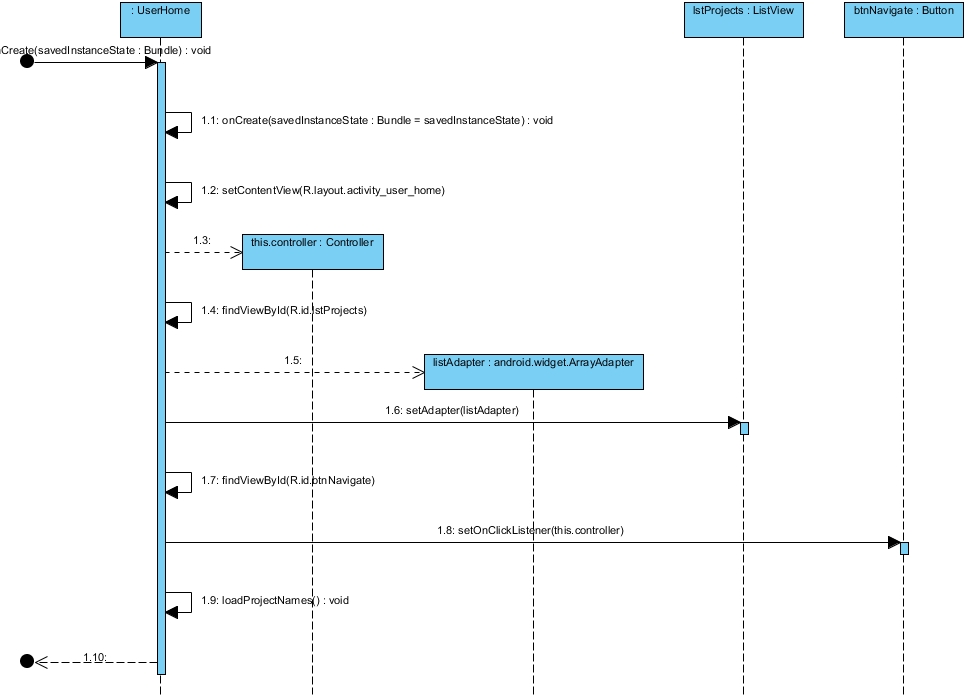 : UserHome
lstProjects : ListView
btnNavigate : Button
Create(savedInstanceState : Bundle) : void
1.1: onCreate(savedInstanceState : Bundle = savedInstanceState) : void
1.2: setContentView(R.layout.activity_user_home)
1.3:
this.controller : Controller
1.4: findViewById(R.id.lstProjects)
1.5:
listAdapter : android.widget.ArrayAdapter
1.6: setAdapter(listAdapter)
1.7: findViewById(R.id.btnNavigate)
1.8: setOnClickListener(this.controller)
1.9: loadProjectNames() : void
1.10: